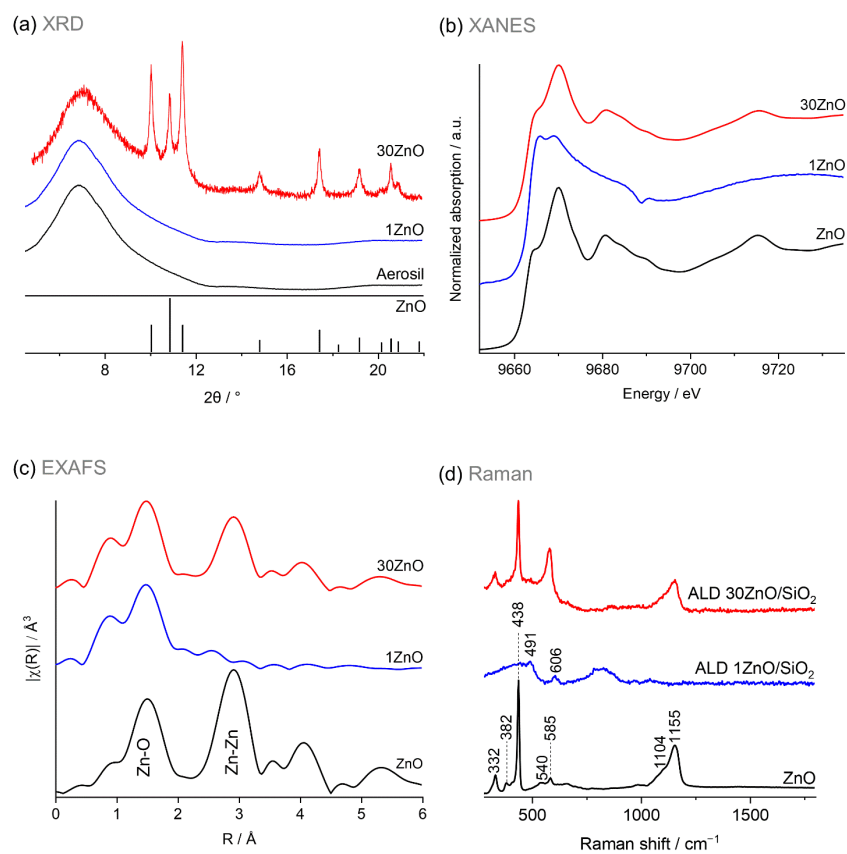 (a) XRD
30ZnO
1ZnO
Aerosil
ZnO
8 12 16 20
2θ / °
(b) XANES
Normalized absorption / a.u.
30ZnO
1ZnO
ZnO
9660 9680 9700 9720
Energy / eV
(c) EXAFS
|χ(R)| / Å³
30ZnO
1ZnO
Zn-O
Zn-Zn
ZnO
0 1 2 3 4 5 6
R / Å
(d) Raman
ALD 30ZnO/SiO₂
438
491
606
ALD 1ZnO/SiO₂
332
382
540
585
1104
1155
ZnO
500 1000 1500
Raman shift / cm⁻¹